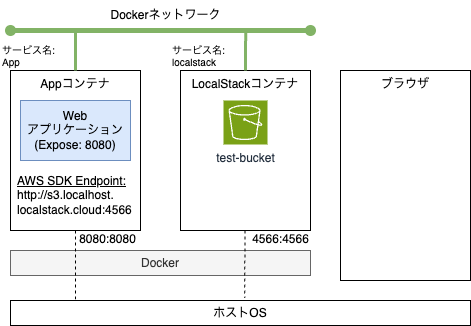 Dockerネットワーク
サービス名:
App
サービス名:
localstack
Appコンテナ
LocalStackコンテナ
ブラウザ
Web
アプリケーション
(Expose: 8080)
test-bucket
AWS SDK Endpoint:
http://s3.localhost.
localstack.cloud:4566
8080:8080
4566:4566
Docker
ホストOS